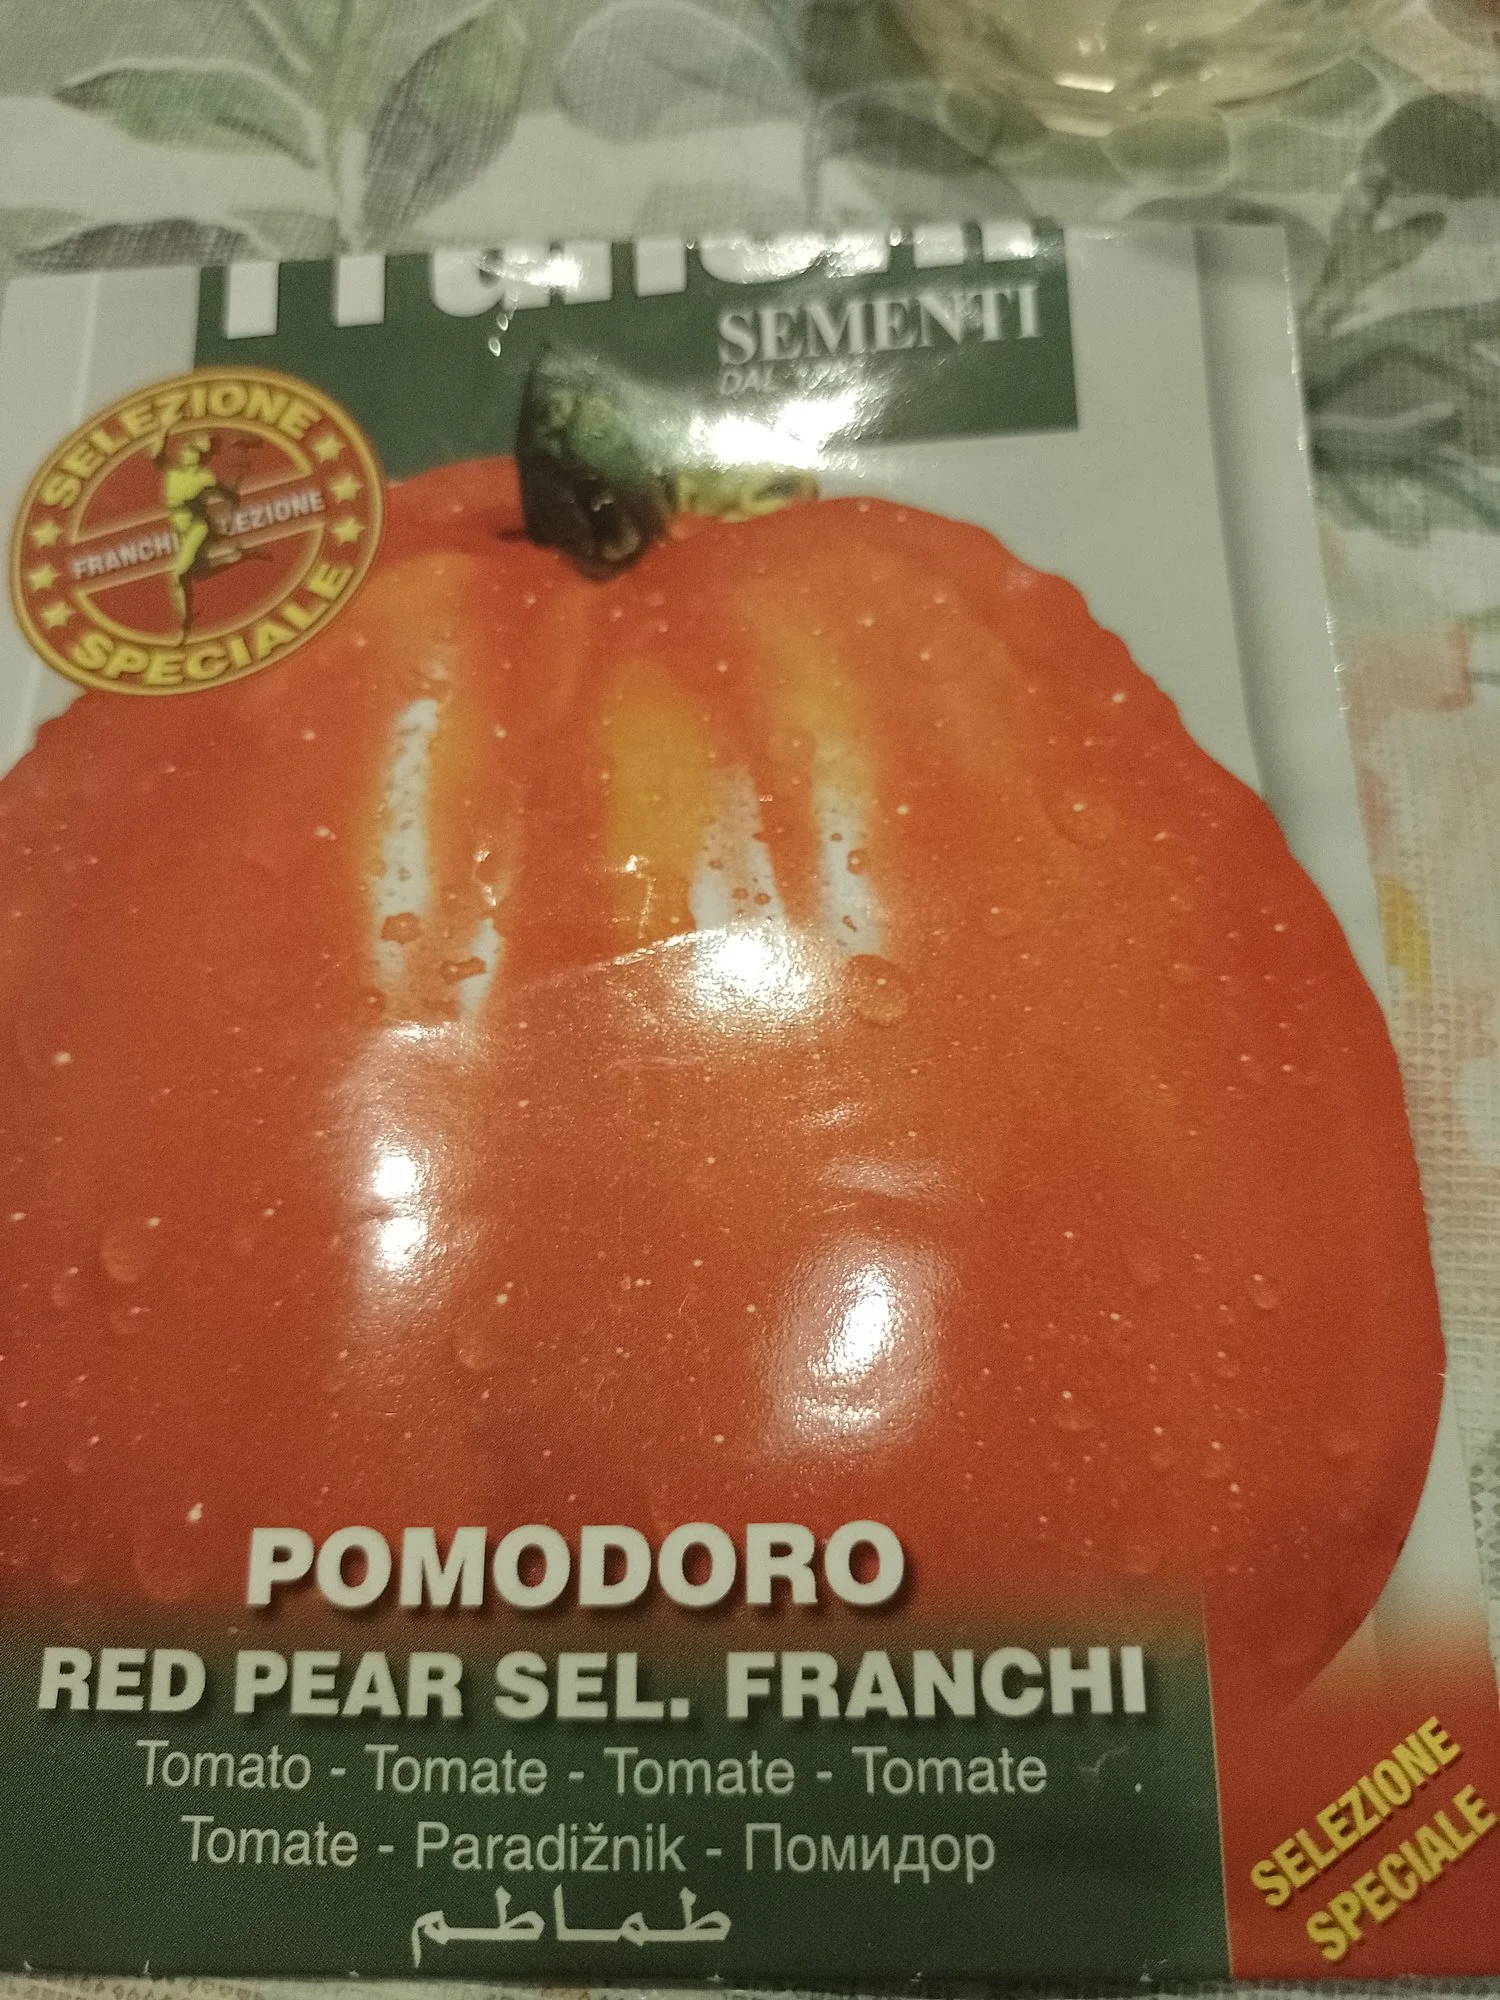 SEMENTI
DAL
SELEZIONE
FRANCHI
SPECIALE
POMODORO
RED PEAR SEL. FRANCHI
Tomato - Tomate - Tomate - Tomate
Tomate - Paradižnik - Помидор
طماطم
SELEZIONE
SPECIALE